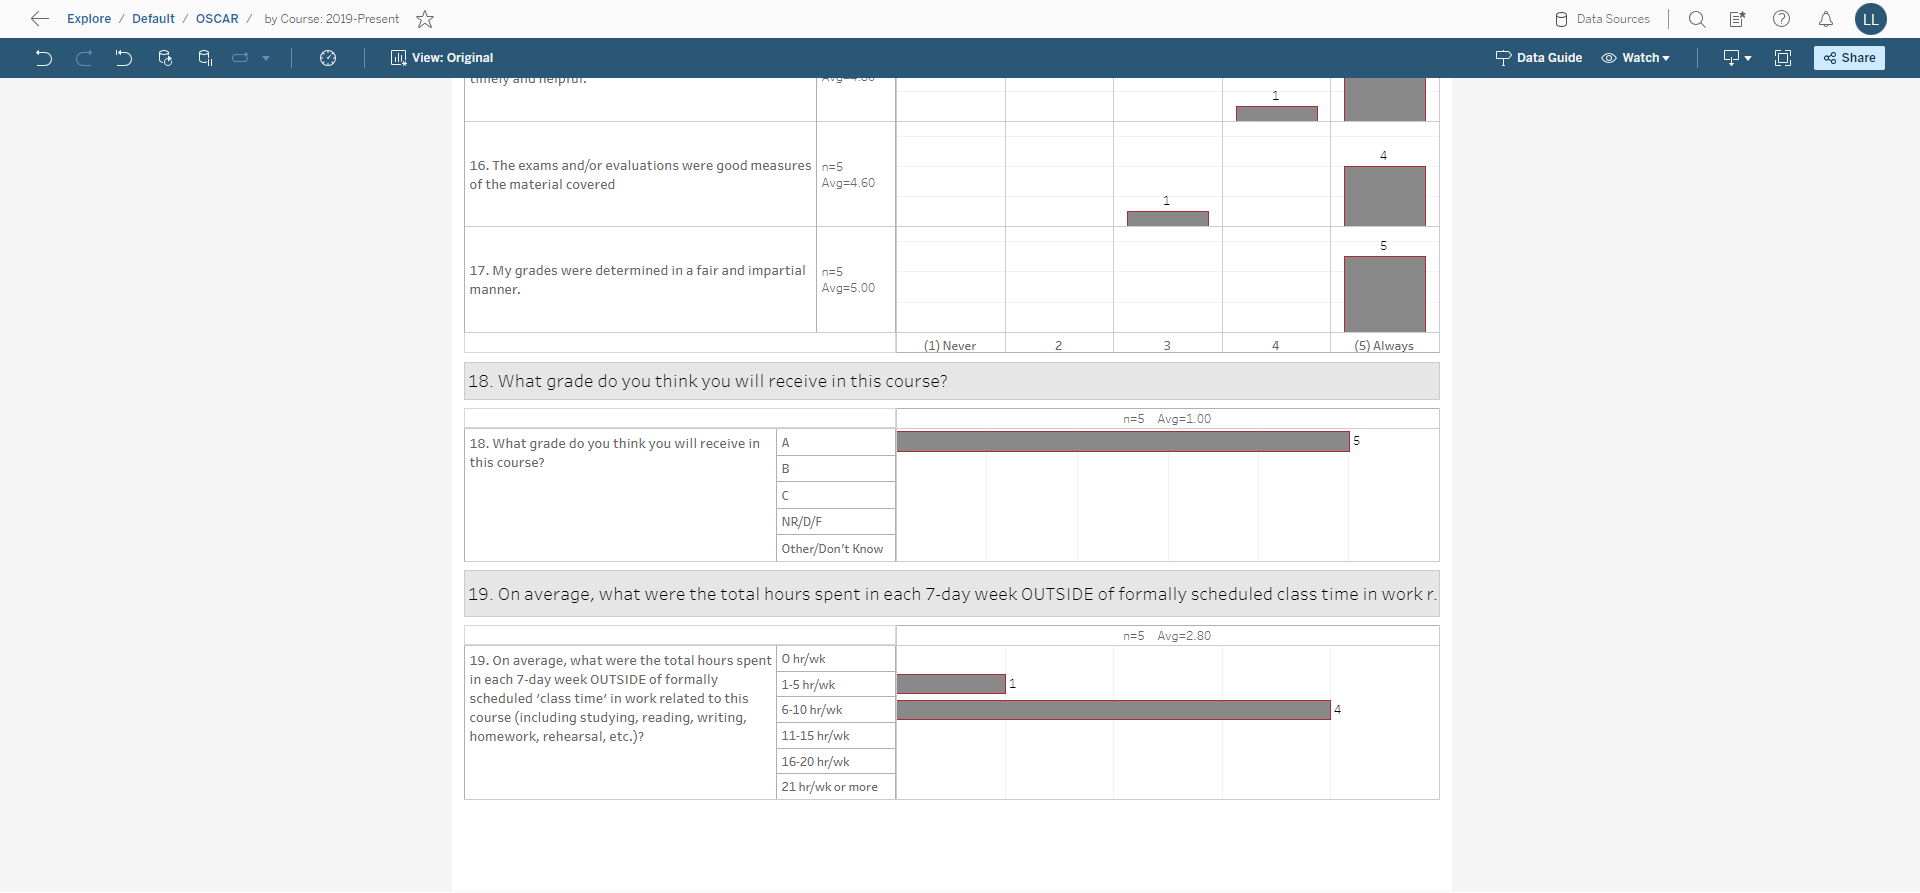 Explore / Default / OSCAR / by Course: 2019-Present
Data Sources
LL
View: Original
Data Guide
Watch
Share
timely and helpful.
Avg=4.80
1
16. The exams and/or evaluations were good measures
of the material covered
n=5
Avg=4.60
1
4
17. My grades were determined in a fair and impartial
manner.
n=5
Avg=5.00
5
(1) Never
2
3
4
(5) Always
18. What grade do you think you will receive in this course?
n=5 Avg=1.00
18. What grade do you think you will receive in
this course?
A
5
B
C
NR/D/F
Other/Don't Know
19. On average, what were the total hours spent in each 7-day week OUTSIDE of formally scheduled class time in work r.
n=5 Avg=2.80
19. On average, what were the total hours spent
in each 7-day week OUTSIDE of formally
scheduled ‘class time’ in work related to this
course (including studying, reading, writing,
homework, rehearsal, etc.)?
0 hr/wk
1-5 hr/wk
1
6-10 hr/wk
4
11-15 hr/wk
16-20 hr/wk
21 hr/wk or more